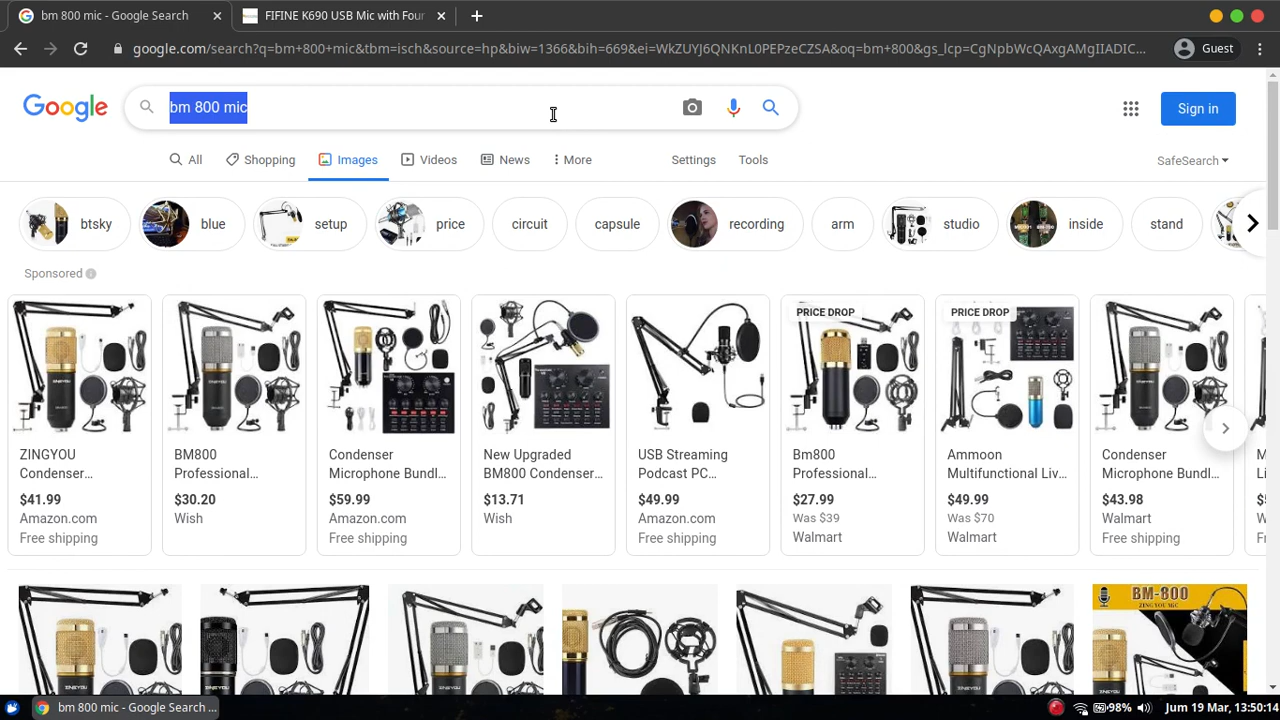 bm 800 mic - Google Search
FIFINE K690 USB Mic with Four
google.com/search?q=bm+800+mic&tbm=isch&source=hp&biw=1366&bih=669&ei=WkZUYJ6QNKnL0PEPzeCZSA&oq=bm+800&gs_lcp=CgNpbWcQAxgAMgIIADIC...
Guest
Google
bm 800 mic
Sign in
All
Shopping
Images
Videos
News
More
Settings
Tools
SafeSearch
btsky
blue
setup
price
circuit
capsule
recording
arm
studio
inside
stand
Sponsored
PRICE DROP
PRICE DROP
ZINGYOU
Condenser...
$41.99
Amazon.com
Free shipping
BM800
Professional...
$30.20
Wish
Condenser
Microphone Bundl...
$59.99
Amazon.com
Free shipping
New Upgraded
BM800 Condenser...
$13.71
Wish
USB Streaming
Podcast PC...
$49.99
Amazon.com
Free shipping
Bm800
Professional...
$27.99
Was $39
Walmart
Ammoon
Multifunctional Liv...
$49.99
Was $70
Walmart
Condenser
Microphone Bundl...
$43.98
Walmart
Free shipping
BM-800
ZINGYOU MIC
bm 800 mic - Google Search ...
98%
Jum 19 Mar, 13:50:14